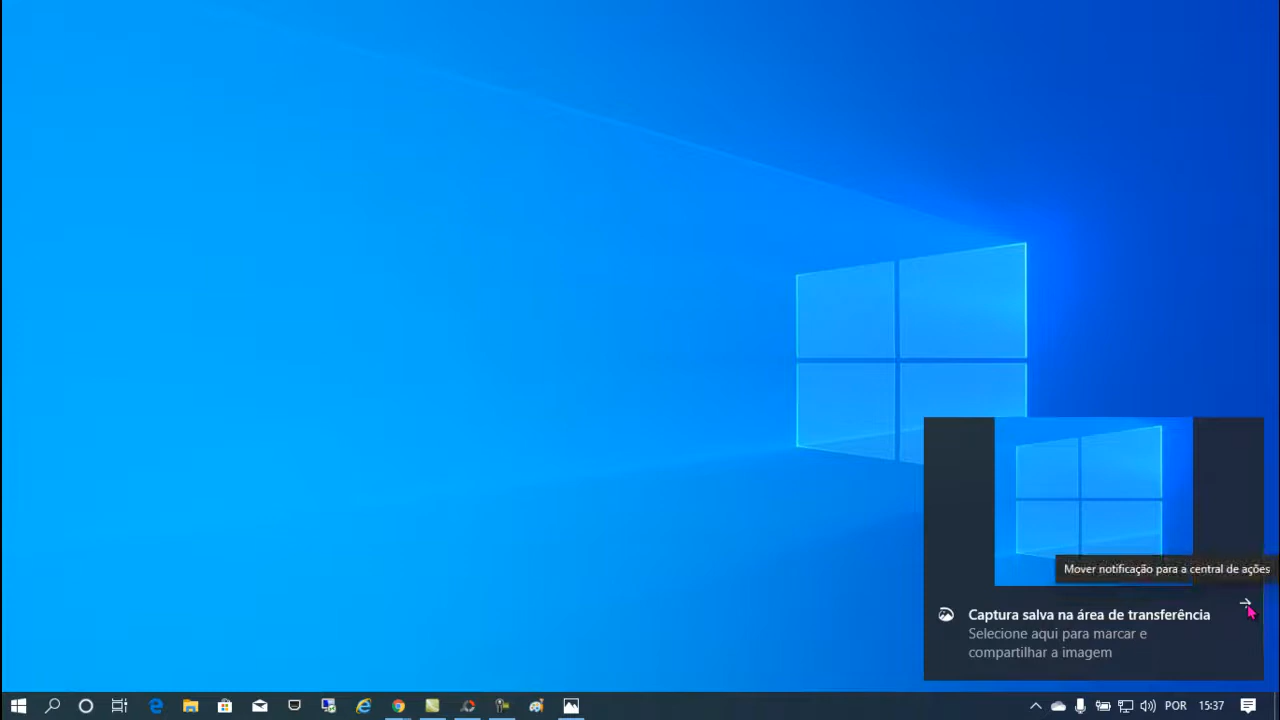 Mover notificação para a central de ações
Captura salva na área de transferência
Selecione aqui para marcar e
compartilhar a imagem
POR
15:37